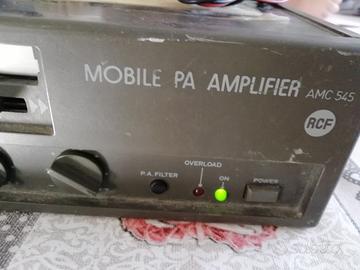 MOBILE PA AMPLIFIER AMC 545
RCF
OVERLOAD
P.A. FILTER
ON
POWER